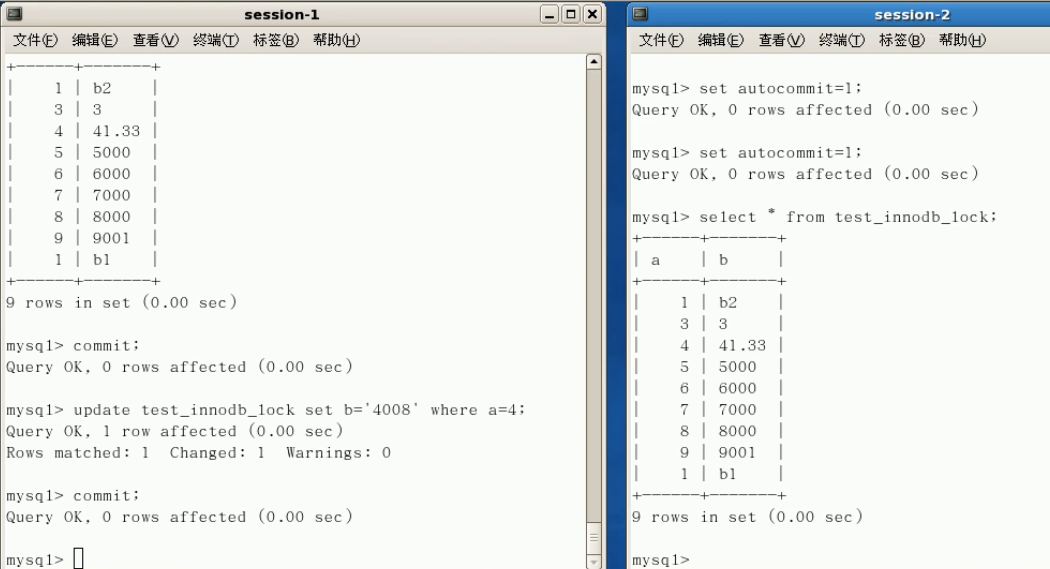 session-1
文件(F) 编辑(E) 查看(V) 终端(T) 标签(B) 帮助(H)
+------+-------+
| 1 | b2 |
| 3 | 3 |
| 4 | 41.33 |
| 5 | 5000 |
| 6 | 6000 |
| 7 | 7000 |
| 8 | 8000 |
| 9 | 9001 |
| 1 | b1 |
+------+-------+
9 rows in set (0.00 sec)
mysql> commit;
Query OK, 0 rows affected (0.00 sec)
mysql> update test_innodb_lock set b='4008' where a=4;
Query OK, 1 row affected (0.00 sec)
Rows matched: 1 Changed: 1 Warnings: 0
mysql> commit;
Query OK, 0 rows affected (0.00 sec)
mysql>
session-2
文件(F) 编辑(E) 查看(V) 终端(T) 标签(B) 帮助(H)
mysql> set autocommit=1;
Query OK, 0 rows affected (0.00 sec)
mysql> set autocommit=1;
Query OK, 0 rows affected (0.00 sec)
mysql> select * from test_innodb_lock;
+------+-------+
| a | b |
+------+-------+
| 1 | b2 |
| 3 | 3 |
| 4 | 41.33 |
| 5 | 5000 |
| 6 | 6000 |
| 7 | 7000 |
| 8 | 8000 |
| 9 | 9001 |
| 1 | b1 |
+------+-------+
9 rows in set (0.00 sec)
mysql>